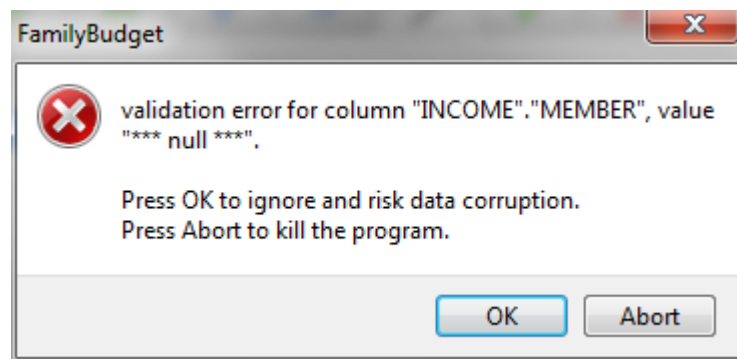 FamilyBudget
validation error for column "INCOME"."MEMBER", value
"*** null ***".
Press OK to ignore and risk data corruption.
Press Abort to kill the program.
OK
Abort